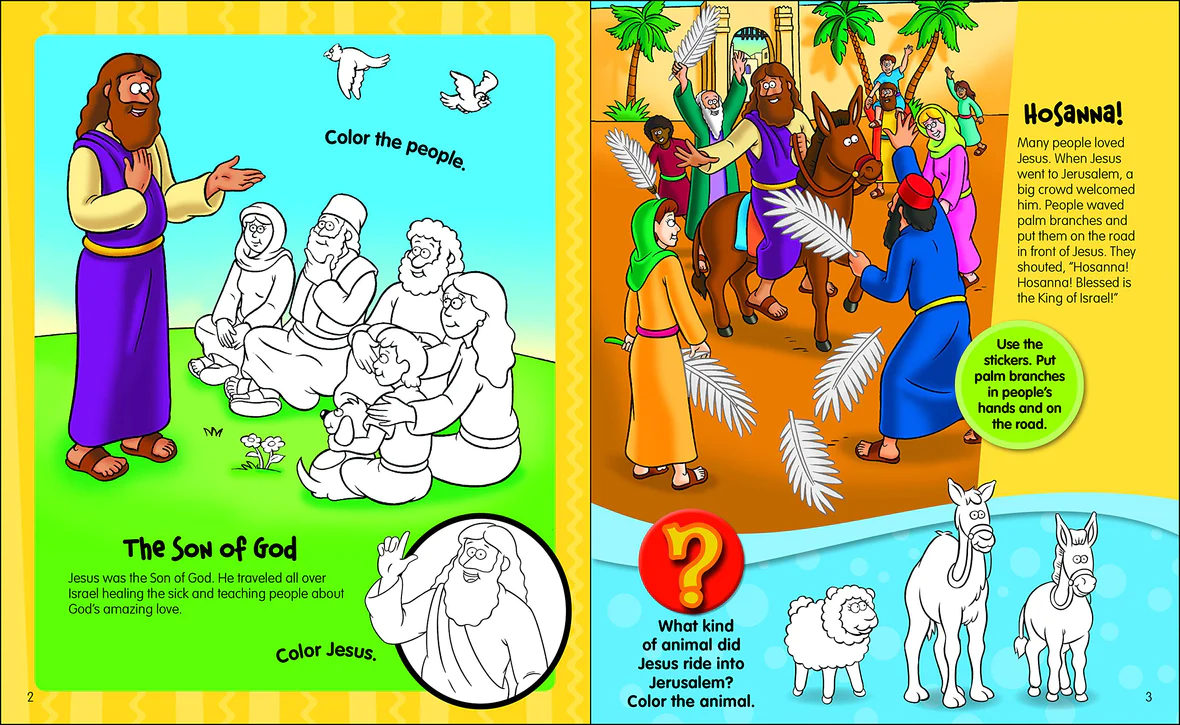 Color the people.
The Son of God
Jesus was the Son of God. He traveled all over
Israel healing the sick and teaching people about
God's amazing love.
Color Jesus.
2
Hosanna!
Many people loved
Jesus. When Jesus
went to Jerusalem, a
big crowd welcomed
him. People waved
palm branches and
put them on the road
in front of Jesus. They
shouted, "Hosanna!
Hosanna! Blessed is
the King of Israel!"
Use the
stickers. Put
palm branches
in people's
hands and on
the road.
?
What kind
of animal did
Jesus ride into
Jerusalem?
Color the animal.
3